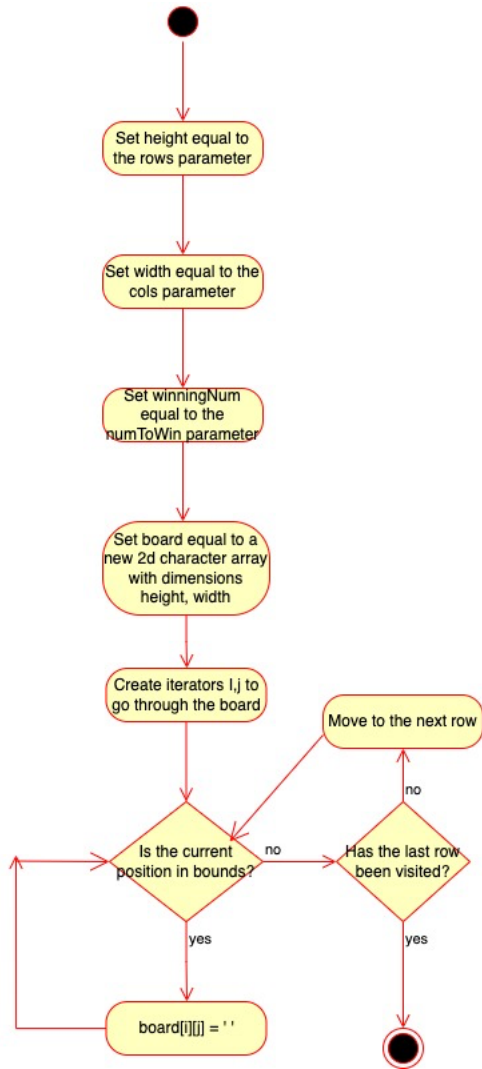 Set height equal to
the rows parameter
Set width equal to the
cols parameter
Set winningNum
equal to the
numToWin parameter
Set board equal to a
new 2d character array
with dimensions
height, width
Create iterators I,j to
go through the board
Move to the next row
no
Is the current
position in bounds?
no
Has the last row
been visited?
yes
yes
board[i][j] = ' '